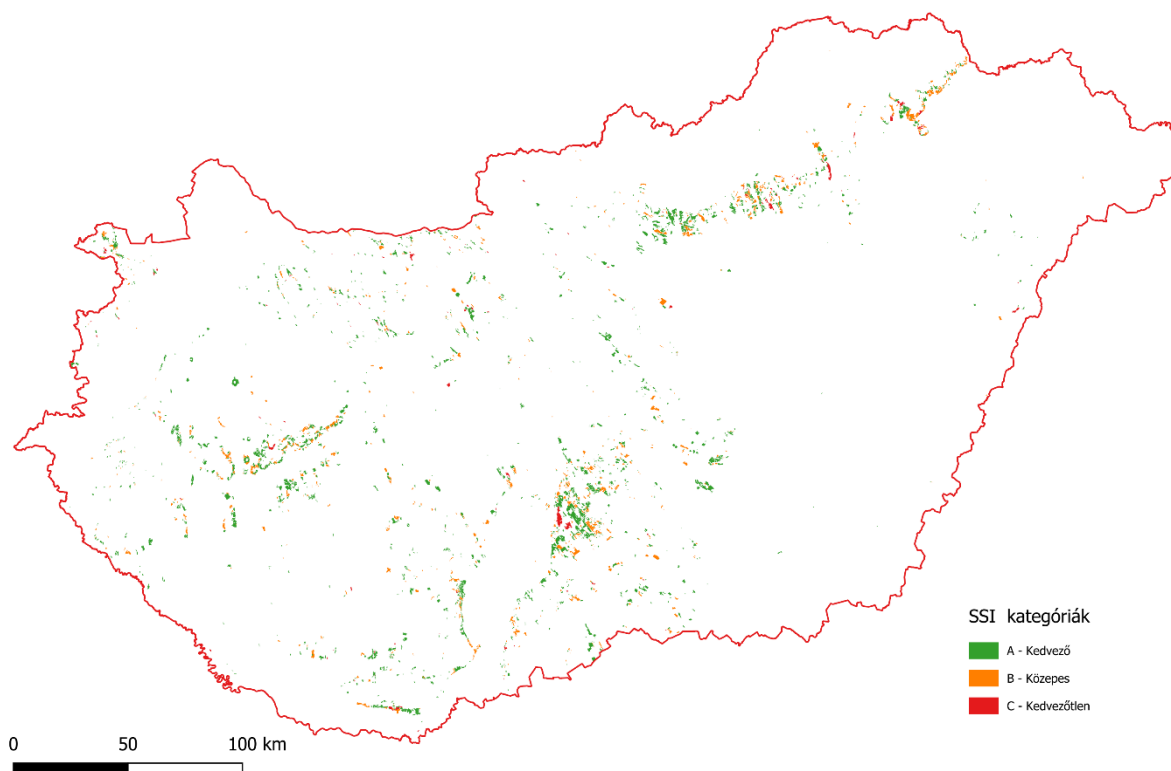 SSI kategóriák
A - Kedvező
B - Közepes
C - Kedvezőtlen
0 50 100 km